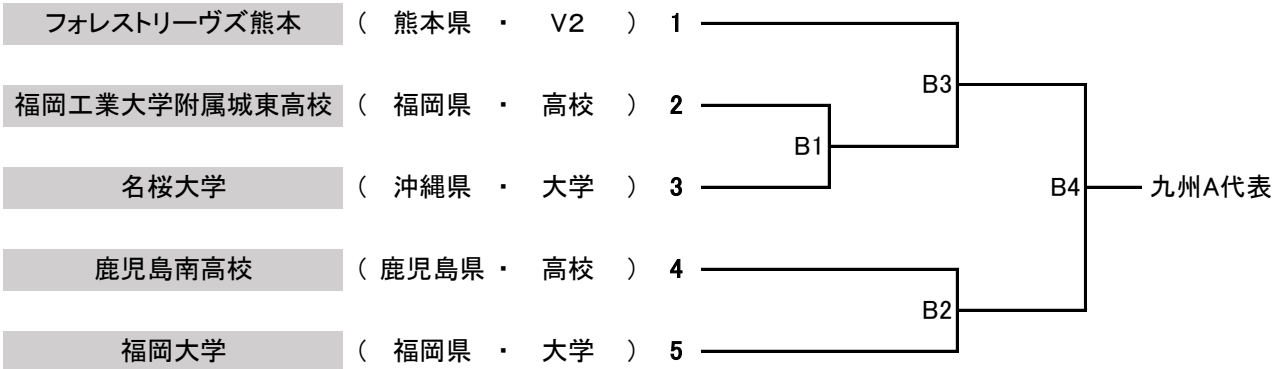 フォレストリーヴズ熊本 ( 熊本県 ・ V2 ) 1
B3
福岡工業大学附属城東高校 ( 福岡県 ・ 高校 ) 2
B1
名桜大学 ( 沖縄県 ・ 大学 ) 3
B4 九州A代表
鹿児島南高校 ( 鹿児島県 ・ 高校 ) 4
B2
福岡大学 ( 福岡県 ・ 大学 ) 5